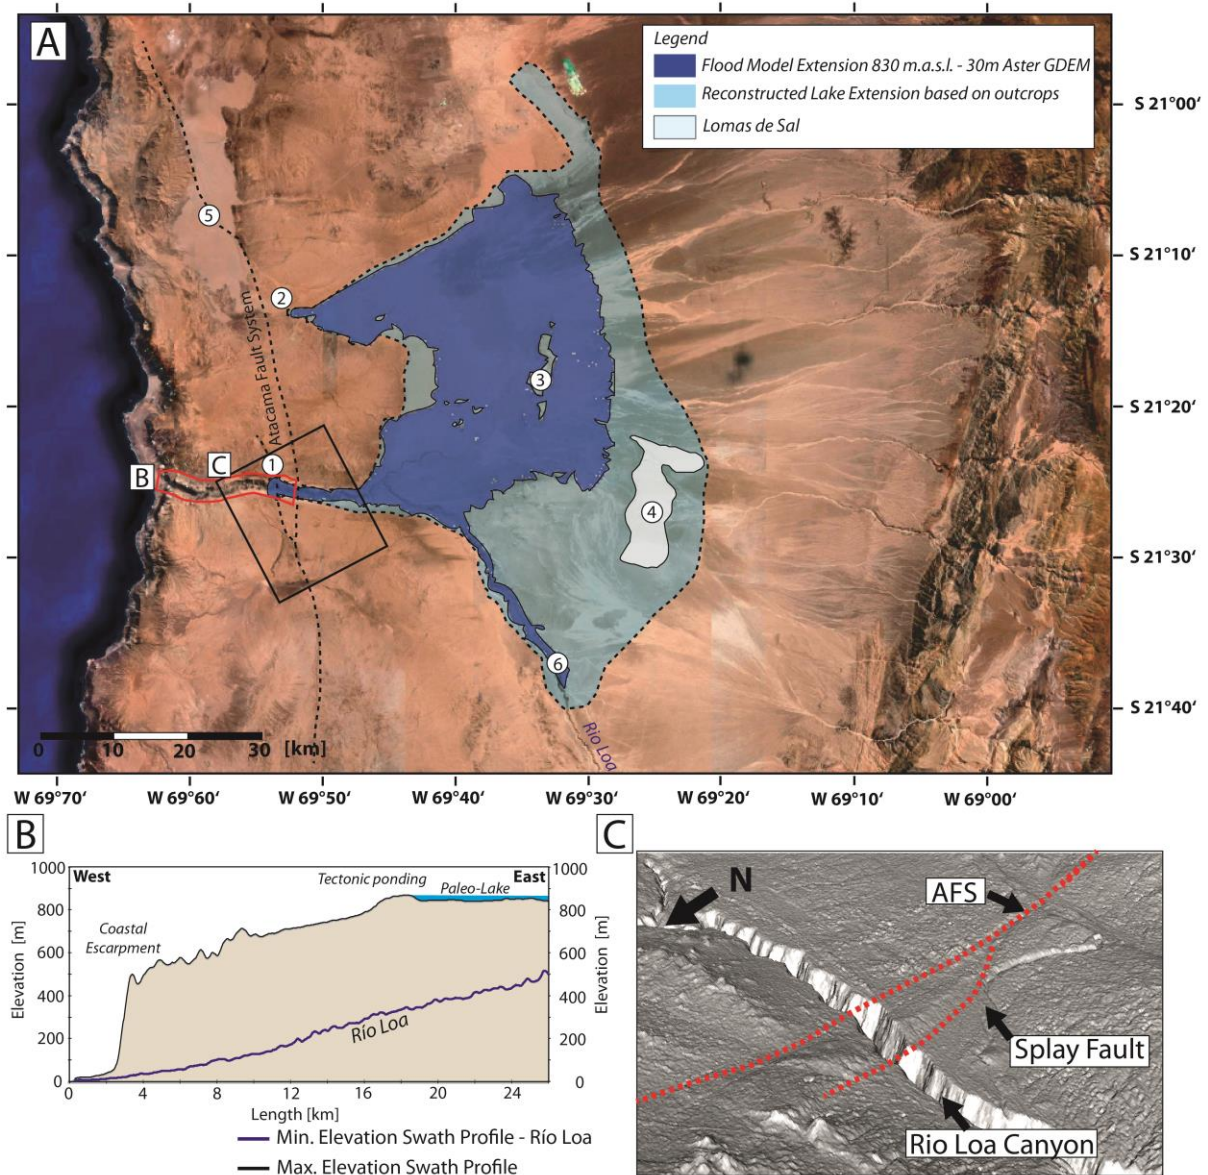 A
Legend
Flood Model Extension 830 m.a.s.l. - 30m Aster GDEM
Reconstructed Lake Extension based on outcrops
Lomas de Sal
S 21°00‘
S 21°10‘
S 21°20‘
S 21°30‘
S 21°40‘
5
2
Atacama Fault System
3
1
B
C
4
6
Río Loa
0 10 20 30 [km]
W 69°70‘ W 69°60‘ W 69°50‘ W 69°40‘ W 69°30‘ W 69°20‘ W 69°10‘ W 69°00‘
B
1000
800
600
400
200
0
Elevation [m]
West
East
Tectonic ponding
Paleo-Lake
Coastal
Escarpment
Río Loa
1000
800
600
400
200
0
Elevation [m]
4 8 12 16 20 24
Length [km]
Min. Elevation Swath Profile - Río Loa
Max. Elevation Swath Profile
C
N
AFS
Splay Fault
Rio Loa Canyon